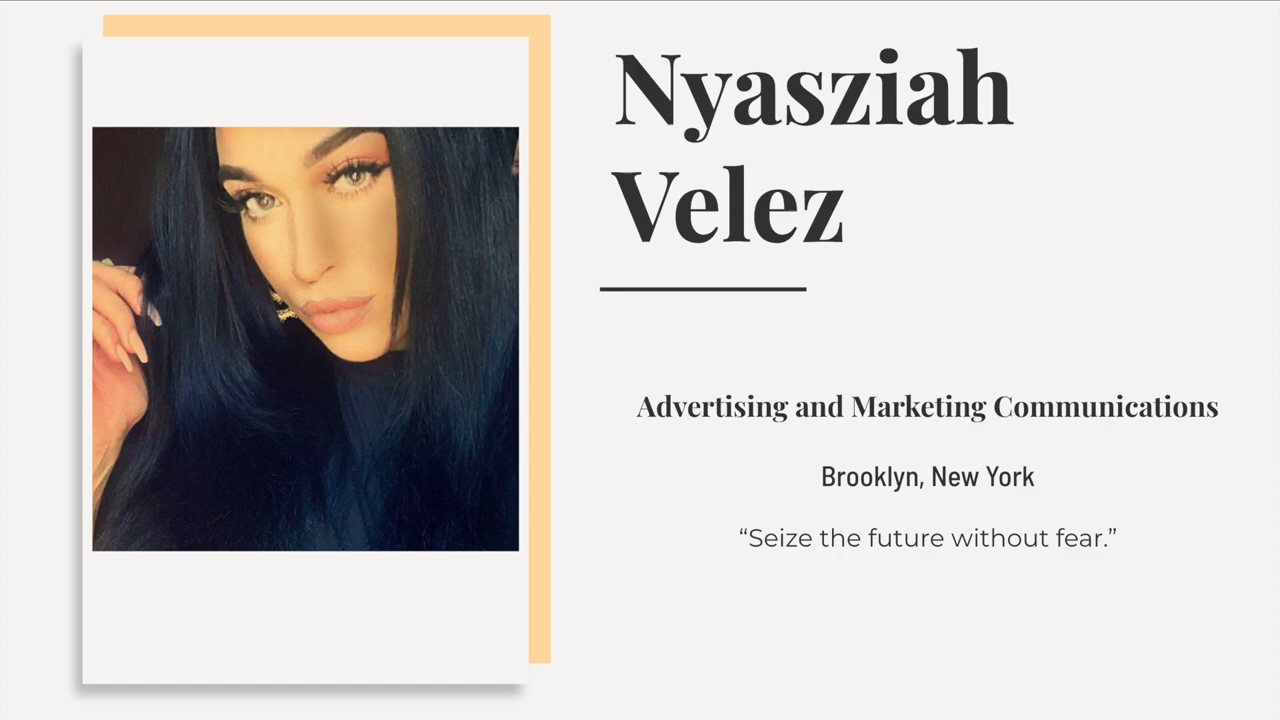 Nyasziah
Velez
Advertising and Marketing Communications
Brooklyn, New York
“Seize the future without fear.”